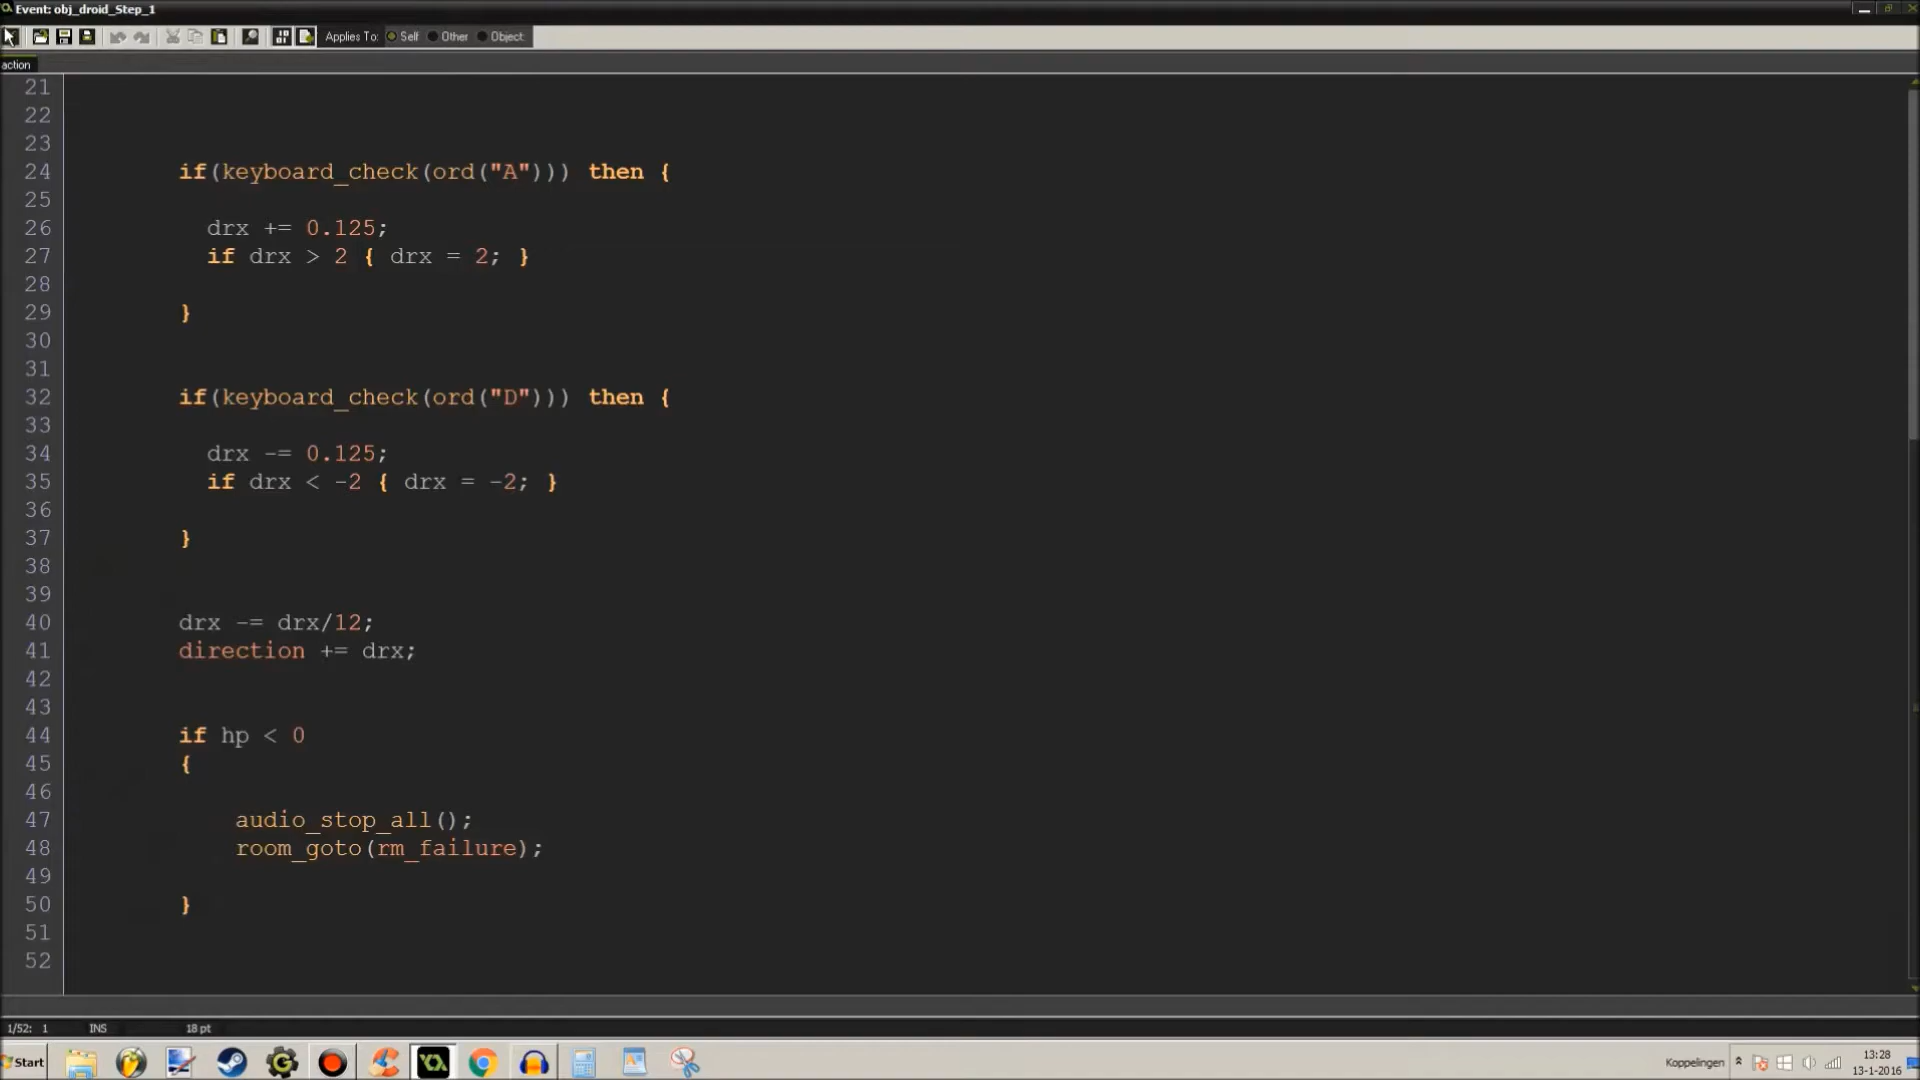 Event: obj_droid_Step_1
Applies To: Self Other Object:
action
21
22
23
24 if(keyboard_check(ord("A"))) then {
25
26 drx += 0.125;
27 if drx > 2 { drx = 2; }
28
29 }
30
31
32 if(keyboard_check(ord("D"))) then {
33
34 drx -= 0.125;
35 if drx < -2 { drx = -2; }
36
37 }
38
39
40 drx -= drx/12;
41 direction += drx;
42
43
44 if hp < 0
45 {
46
47 audio_stop_all();
48 room_goto(rm_failure);
49
50 }
51
52
1/52: 1 INS 18 pt
Start
Koppelingen
13:28
13-1-2016